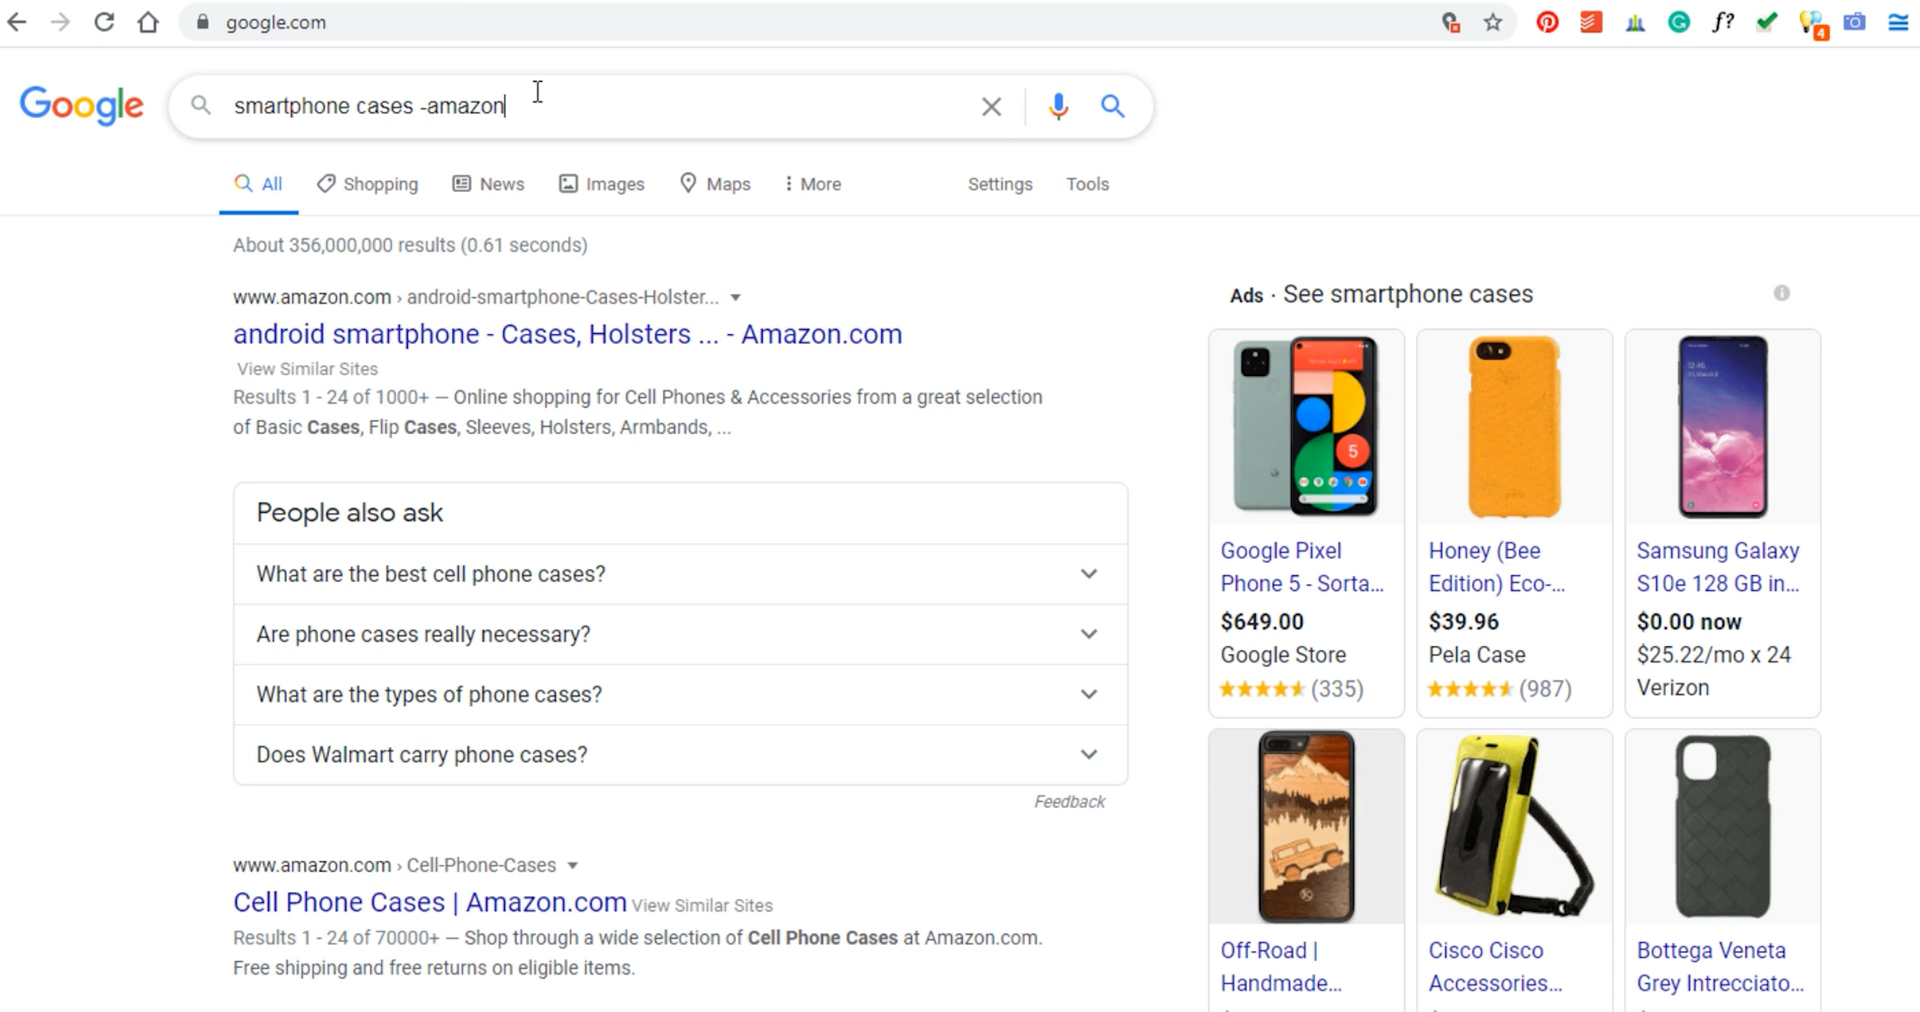 google.com
f?
4
Google
smartphone cases -amazon
All
Shopping
News
Images
Maps
More
Settings
Tools
About 356,000,000 results (0.61 seconds)
www.amazon.com › android-smartphone-Cases-Holster...
android smartphone - Cases, Holsters ... - Amazon.com
View Similar Sites
Results 1 - 24 of 1000+ — Online shopping for Cell Phones & Accessories from a great selection
of Basic Cases, Flip Cases, Sleeves, Holsters, Armbands, ...
People also ask
What are the best cell phone cases?
Are phone cases really necessary?
What are the types of phone cases?
Does Walmart carry phone cases?
Feedback
www.amazon.com › Cell-Phone-Cases
Cell Phone Cases | Amazon.com View Similar Sites
Results 1 - 24 of 70000+ — Shop through a wide selection of Cell Phone Cases at Amazon.com.
Free shipping and free returns on eligible items.
Ads · See smartphone cases
5
Google Pixel
Phone 5 - Sorta...
$649.00
Google Store
(335)
Honey (Bee
Edition) Eco-...
$39.96
Pela Case
(987)
Samsung Galaxy
S10e 128 GB in...
$0.00 now
$25.22/mo x 24
Verizon
Off-Road |
Handmade...
Cisco Cisco
Accessories...
Bottega Veneta
Grey Intrecciato...